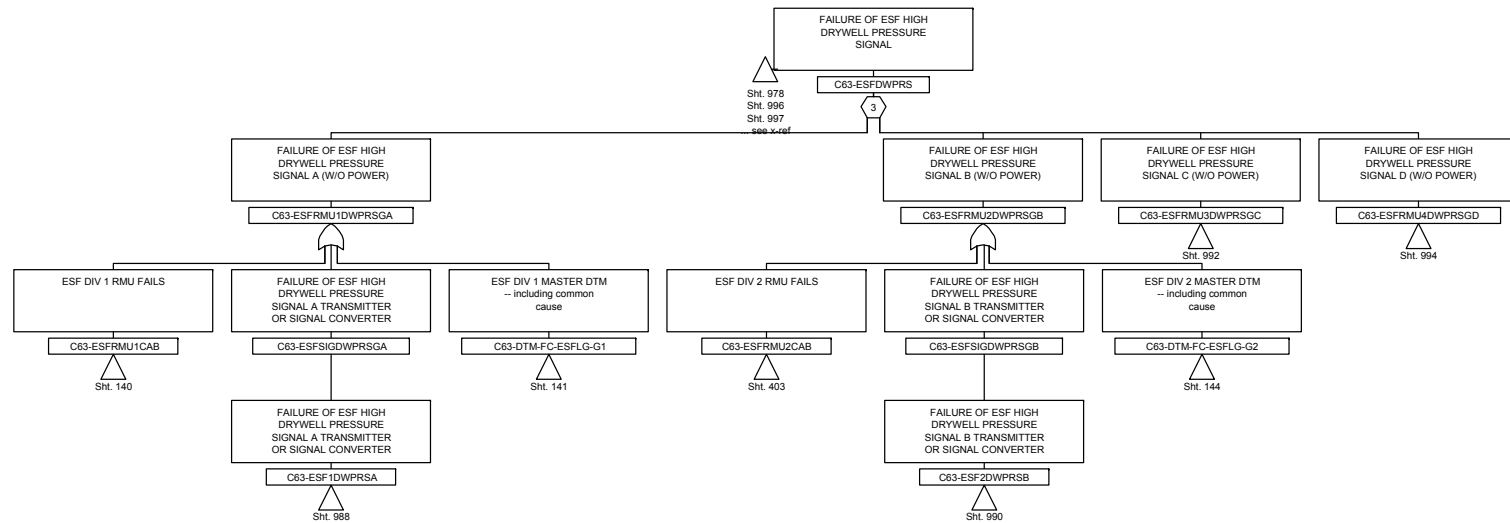 FAILURE OF ESF HIGH
DRYWELL PRESSURE
SIGNAL
C63-ESFDWPRS
3
Sht. 978
Sht. 996
Sht. 997
... see x-ref
FAILURE OF ESF HIGH
DRYWELL PRESSURE
SIGNAL A (W/O POWER)
C63-ESFRMU1DWPRSGA
FAILURE OF ESF HIGH
DRYWELL PRESSURE
SIGNAL B (W/O POWER)
C63-ESFRMU2DWPRSGB
FAILURE OF ESF HIGH
DRYWELL PRESSURE
SIGNAL C (W/O POWER)
C63-ESFRMU3DWPRSGC
Sht. 992
FAILURE OF ESF HIGH
DRYWELL PRESSURE
SIGNAL D (W/O POWER)
C63-ESFRMU4DWPRSGD
Sht. 994
ESF DIV 1 RMU FAILS
C63-ESFRMU1CAB
Sht. 140
FAILURE OF ESF HIGH
DRYWELL PRESSURE
SIGNAL A TRANSMITTER
OR SIGNAL CONVERTER
C63-ESFSIGDWPRSGA
ESF DIV 1 MASTER DTM
-- including common
cause
C63-DTM-FC-ESFLG-G1
Sht. 141
ESF DIV 2 RMU FAILS
C63-ESFRMU2CAB
Sht. 403
FAILURE OF ESF HIGH
DRYWELL PRESSURE
SIGNAL B TRANSMITTER
OR SIGNAL CONVERTER
C63-ESFSIGDWPRSGB
ESF DIV 2 MASTER DTM
-- including common
cause
C63-DTM-FC-ESFLG-G2
Sht. 144
FAILURE OF ESF HIGH
DRYWELL PRESSURE
SIGNAL A TRANSMITTER
OR SIGNAL CONVERTER
C63-ESF1DWPRSA
Sht. 988
FAILURE OF ESF HIGH
DRYWELL PRESSURE
SIGNAL B TRANSMITTER
OR SIGNAL CONVERTER
C63-ESF2DWPRSB
Sht. 990